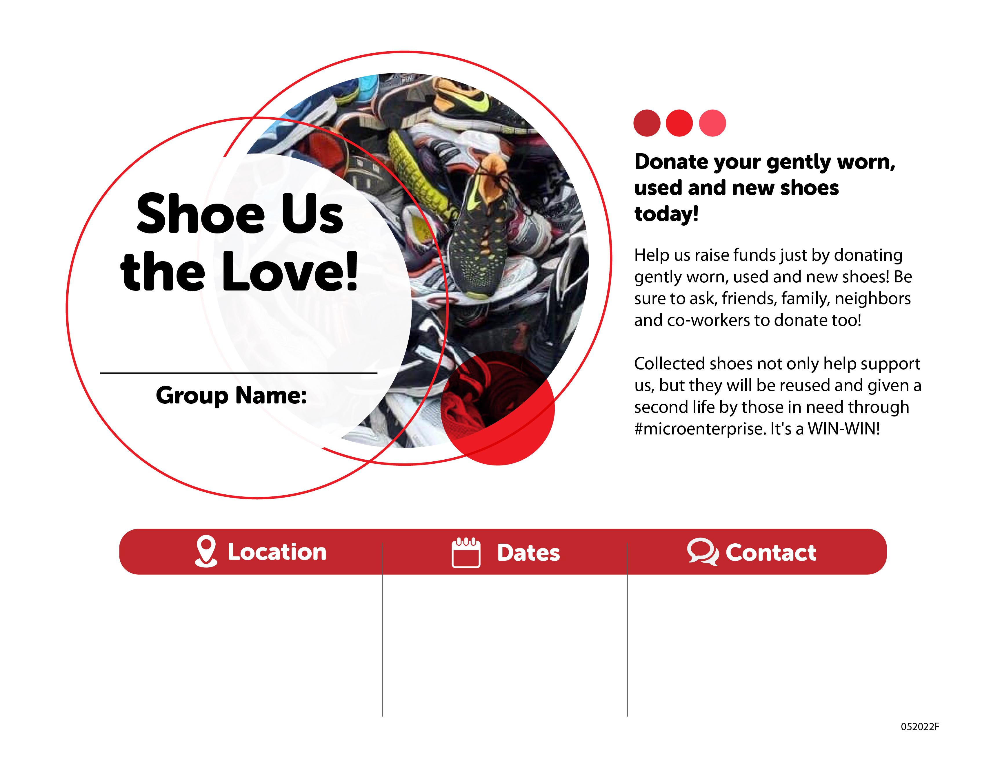 Shoe Us
the Love!
Group Name:
Donate your gently worn,
used and new shoes
today!
Help us raise funds just by donating
gently worn, used and new shoes! Be
sure to ask, friends, family, neighbors
and co-workers to donate too!
Collected shoes not only help support
us, but they will be reused and given a
second life by those in need through
#microenterprise. It's a WIN-WIN!
Location
Dates
Contact
052022F